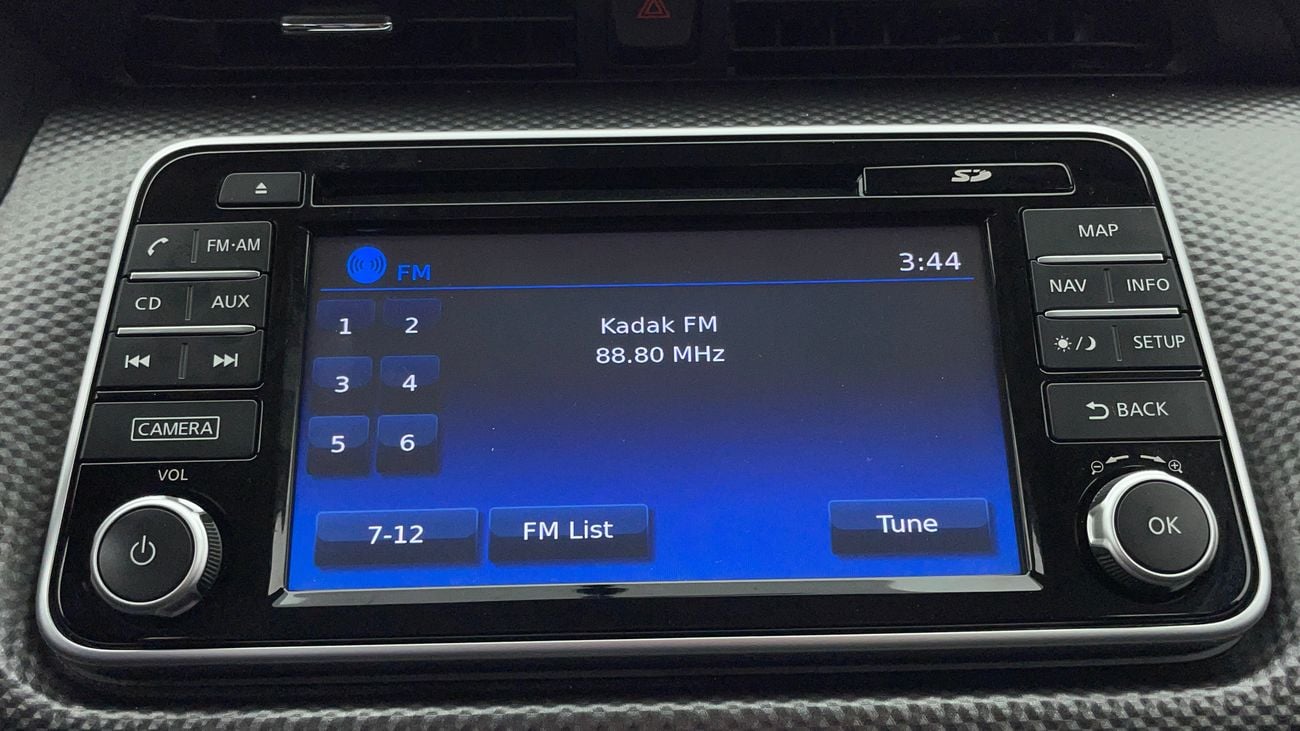 SD
FM·AM
MAP
FM
3:44
CD
AUX
NAV
INFO
1
2
Kadak FM
88.80 MHz
SETUP
3
4
BACK
CAMERA
5
6
VOL
7-12
FM List
Tune
OK